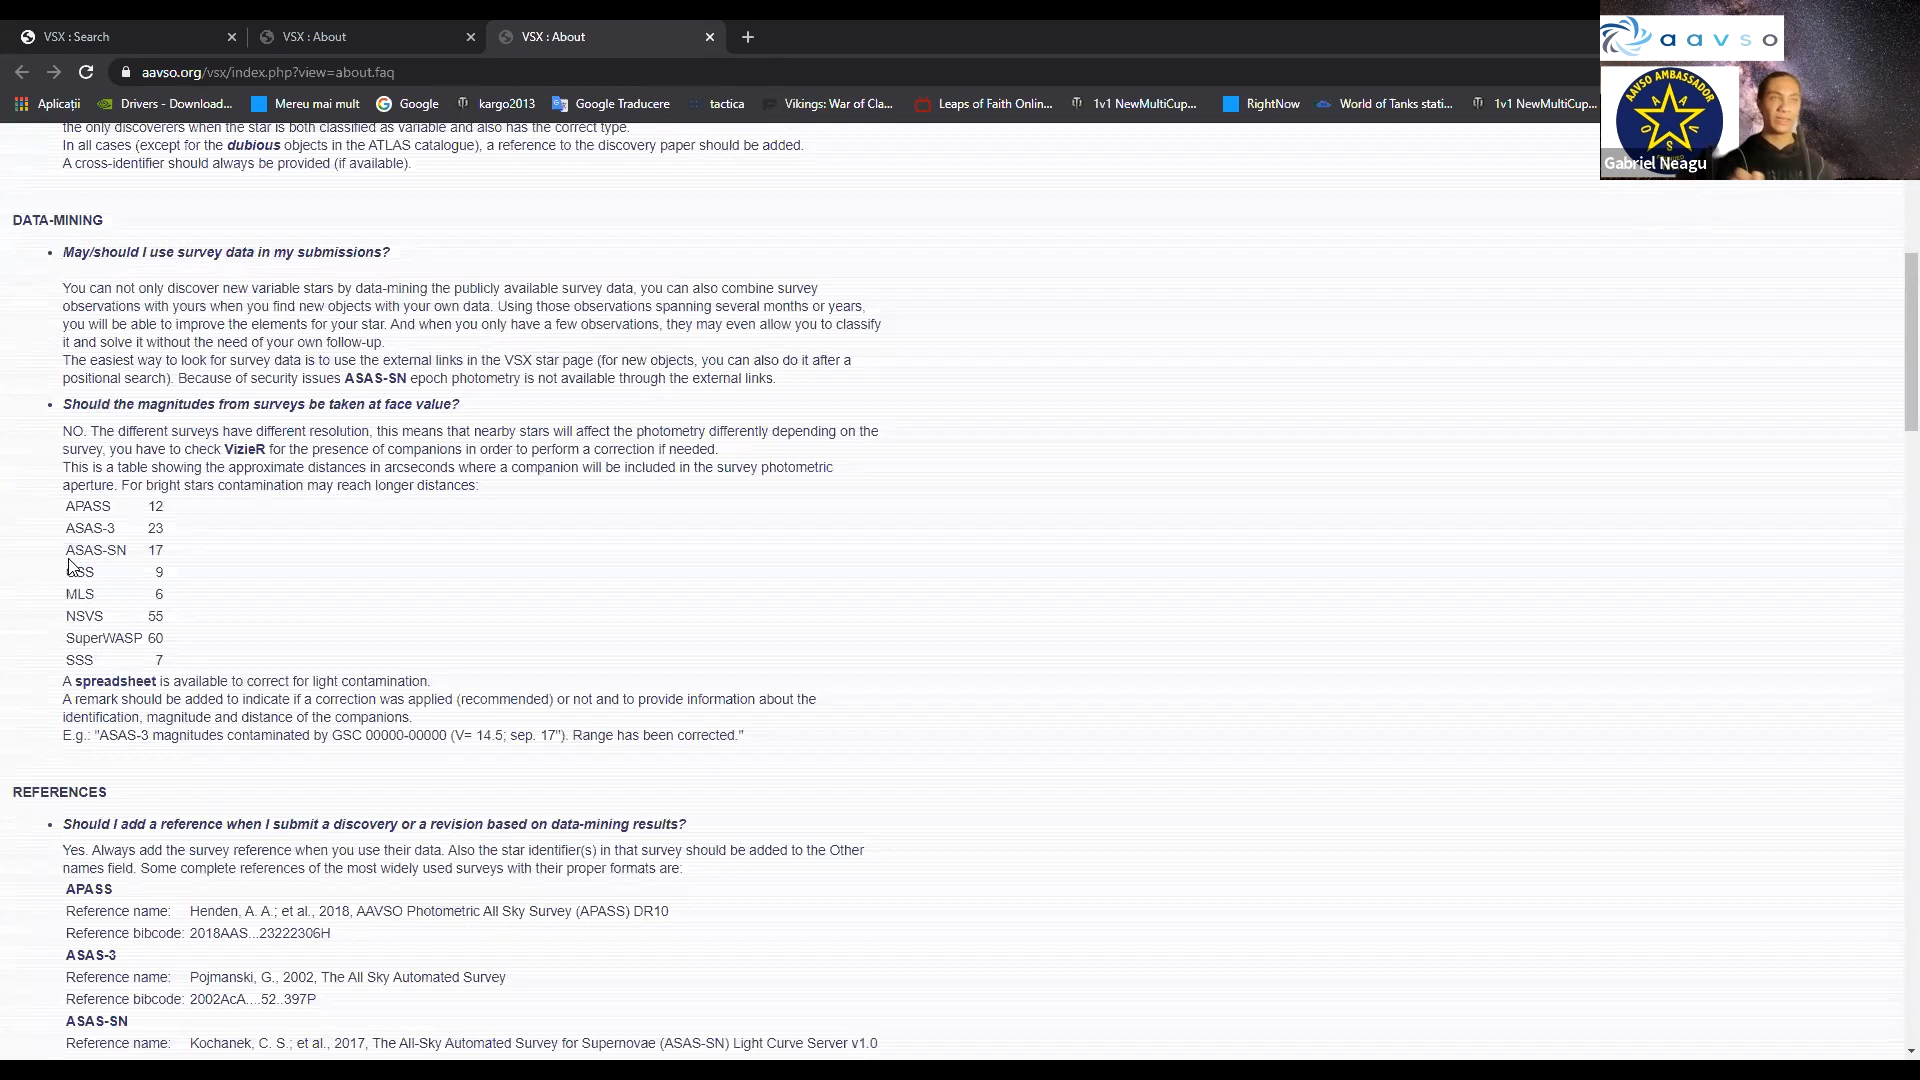 VSX : Search
VSX : About
VSX : About
aavso.org/vsx/index.php?view=about.faq
Aplicații
Drivers - Download...
Mereu mai mult
Google
kargo2013
Google Traducere
tactica
Vikings: War of Cla...
Leaps of Faith Onlin...
1v1 NewMultiCup...
RightNow
World of Tanks stati...
1v1 NewMultiCup...
aavso
AAVSO AMBASSADOR
A A
V
S
O
Gabriel Neagu
the only discoverers when the star is both classified as variable and also has the correct type.
In all cases (except for the dubious objects in the ATLAS catalogue), a reference to the discovery paper should be added.
A cross-identifier should always be provided (if available).
DATA-MINING
• May/should I use survey data in my submissions?
You can not only discover new variable stars by data-mining the publicly available survey data, you can also combine survey
observations with yours when you find new objects with your own data. Using those observations spanning several months or years,
you will be able to improve the elements for your star. And when you only have a few observations, they may even allow you to classify
it and solve it without the need of your own follow-up.
The easiest way to look for survey data is to use the external links in the VSX star page (for new objects, you can also do it after a
positional search). Because of security issues ASAS-SN epoch photometry is not available through the external links.
• Should the magnitudes from surveys be taken at face value?
NO. The different surveys have different resolution, this means that nearby stars will affect the photometry differently depending on the
survey, you have to check VizieR for the presence of companions in order to perform a correction if needed.
This is a table showing the approximate distances in arcseconds where a companion will be included in the survey photometric
aperture. For bright stars contamination may reach longer distances:
APASS 12
ASAS-3 23
ASAS-SN 17
9
MLS 6
NSVS 55
SuperWASP 60
SSS 7
A spreadsheet is available to correct for light contamination.
A remark should be added to indicate if a correction was applied (recommended) or not and to provide information about the
identification, magnitude and distance of the companions.
E.g.: "ASAS-3 magnitudes contaminated by GSC 00000-00000 (V= 14.5; sep. 17"). Range has been corrected."
REFERENCES
• Should I add a reference when I submit a discovery or a revision based on data-mining results?
Yes. Always add the survey reference when you use their data. Also the star identifier(s) in that survey should be added to the Other
names field. Some complete references of the most widely used surveys with their proper formats are:
APASS
Reference name: Henden, A. A.; et al., 2018, AAVSO Photometric All Sky Survey (APASS) DR10
Reference bibcode: 2018AAS...23222306H
ASAS-3
Reference name: Pojmanski, G., 2002, The All Sky Automated Survey
Reference bibcode: 2002AcA....52..397P
ASAS-SN
Reference name: Kochanek, C. S.; et al., 2017, The All-Sky Automated Survey for Supernovae (ASAS-SN) Light Curve Server v1.0